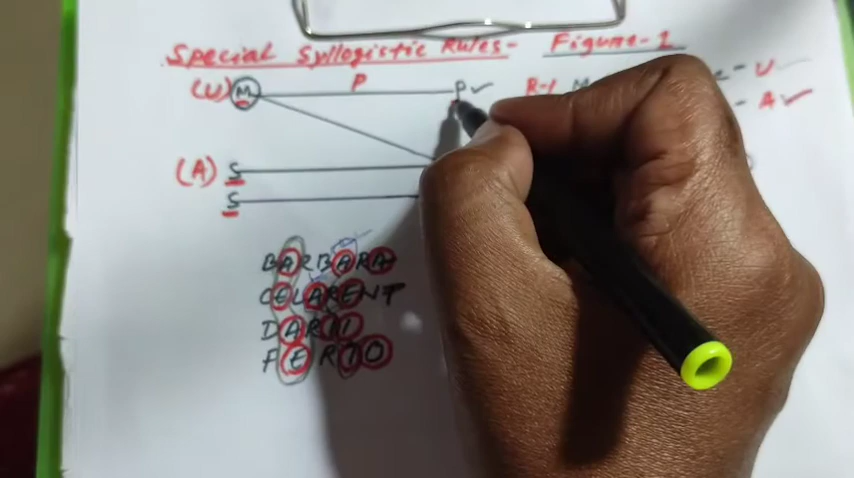 Special Syllogistic Rules- Figure-1
P
(U) M P ✓ R-1 M e - U
- A ✓
(A) S
S
BARBARA
CELARENT
DARII
FERIO